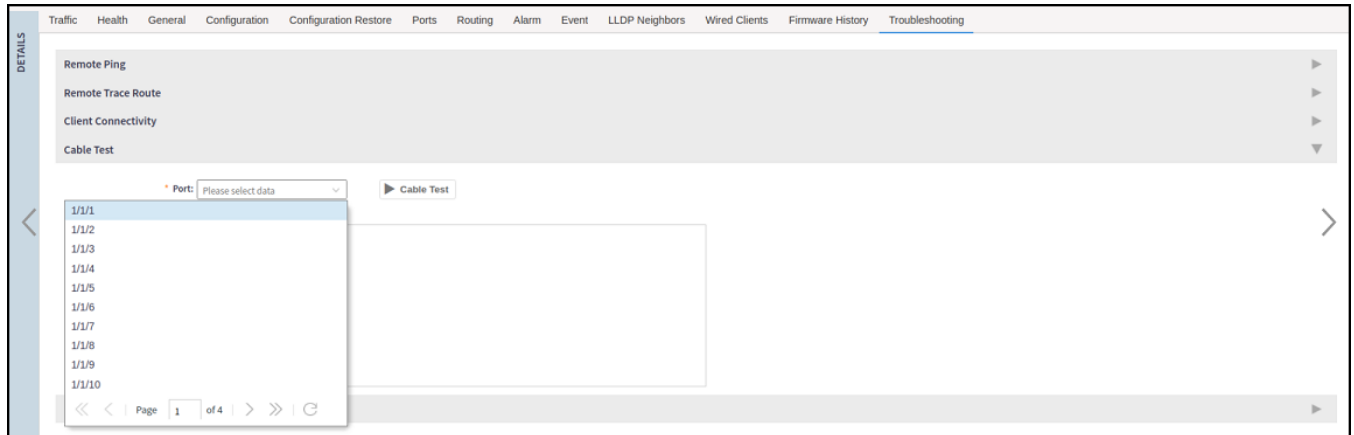 Traffic Health General Configuration Configuration Restore Ports Routing Alarm Event LLDP Neighbors Wired Clients Firmware History Troubleshooting
DETAILS
Remote Ping
Remote Trace Route
Client Connectivity
Cable Test
* Port: Please select data Cable Test
1/1/1
1/1/2
1/1/3
1/1/4
1/1/5
1/1/6
1/1/7
1/1/8
1/1/9
1/1/10
Page 1 of 4